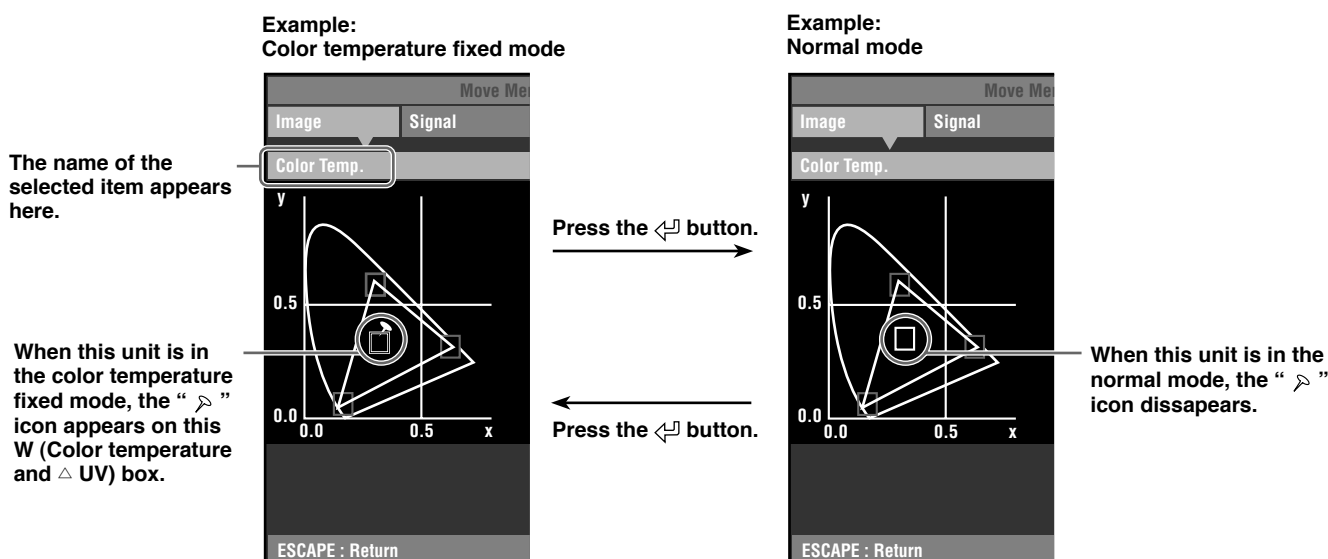 Example:
Color temperature fixed mode
Move Me
Image
Signal
The name of the
selected item appears
here.
Color Temp.
y
0.5
0.0
0.0
0.5
x
When this unit is in
the color temperature
fixed mode, the “ ”
icon appears on this
W (Color temperature
and △ UV) box.
ESCAPE : Return
Press the button.
Press the button.
Example:
Normal mode
Move Me
Image
Signal
Color Temp.
y
0.5
0.0
0.0
0.5
x
When this unit is in the
normal mode, the “ ”
icon dissapears.
ESCAPE : Return